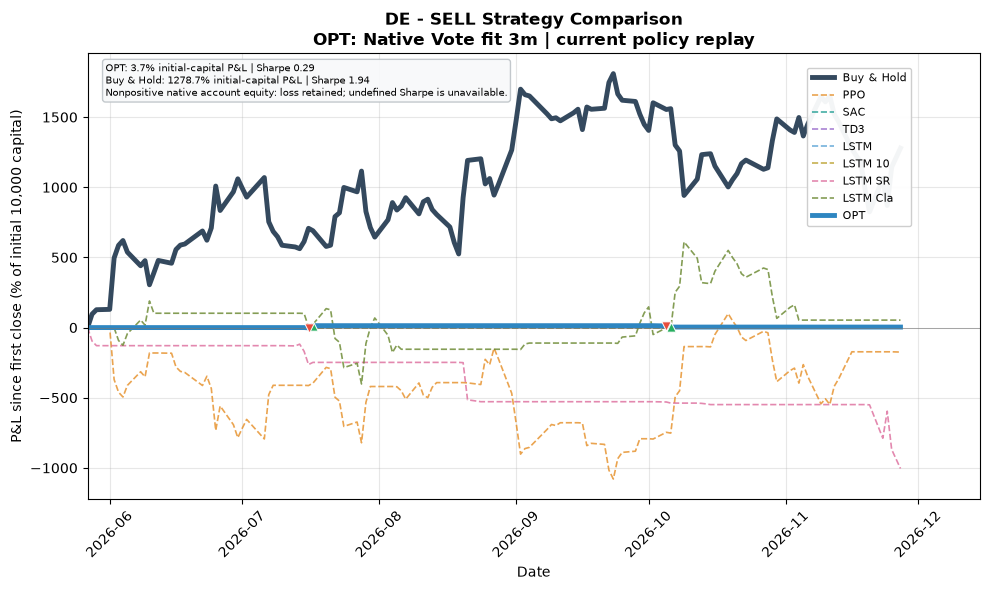 DE - SELL Strategy Comparison
OPT: Native Vote fit 3m | current policy replay
OPT: 3.7% initial-capital P&L | Sharpe 0.29
Buy & Hold: 1278.7% initial-capital P&L | Sharpe 1.94
Nonpositive native account equity: loss retained; undefined Sharpe is unavailable.
Buy & Hold
PPO
SAC
TD3
LSTM
LSTM 10
LSTM SR
LSTM Cla
OPT
P&L since first close (% of initial 10,000 capital)
1500
1000
500
0
−500
−1000
2026-06
2026-07
2026-08
2026-09
2026-10
2026-11
2026-12
Date